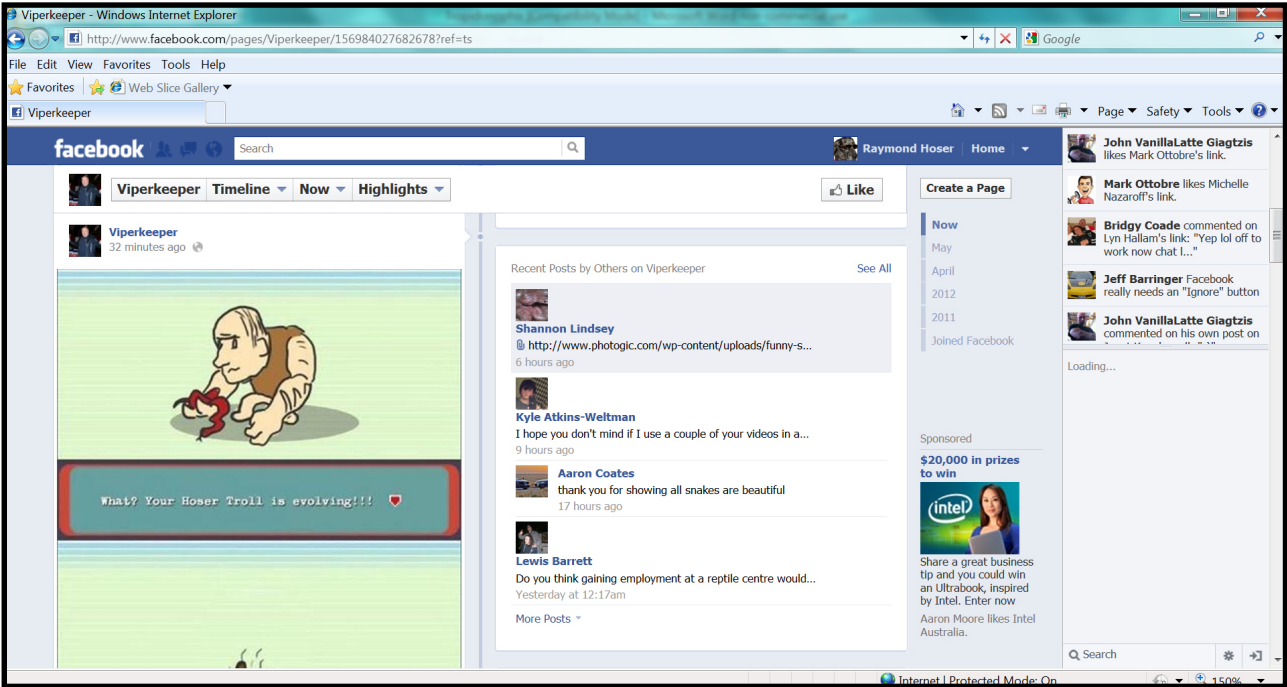 Viperkeeper - Windows Internet Explorer
http://www.facebook.com/pages/Viperkeeper/156984027682678?ref=ts
Google
File Edit View Favorites Tools Help
Favorites Web Slice Gallery
Viperkeeper
Page Safety Tools
facebook
Search
Raymond Hoser Home
Viperkeeper Timeline Now Highlights
Like
Create a Page
Viperkeeper
32 minutes ago
What? Your Hoser Troll is evolving!!!
Recent Posts by Others on Viperkeeper
See All
Shannon Lindsey
http://www.photogic.com/wp-content/uploads/funny-s...
6 hours ago
Kyle Atkins-Weltman
I hope you don't mind if I use a couple of your videos in a...
9 hours ago
Aaron Coates
thank you for showing all snakes are beautiful
17 hours ago
Lewis Barrett
Do you think gaining employment at a reptile centre would...
Yesterday at 12:17am
More Posts
Now
May
April
2012
2011
Joined Facebook
Sponsored
$20,000 in prizes
to win
intel
Share a great business
tip and you could win
an Ultrabook, inspired
by Intel. Enter now
Aaron Moore likes Intel
Australia.
John VanillaLatte Giagtzis
likes Mark Ottobre's link.
Mark Ottobre likes Michelle
Nazaroff's link.
Bridgy Coade commented on
Lyn Hallam's link: "Yep lol off to
work now chat l..."
Jeff Barringer Facebook
really needs an "Ignore" button
John VanillaLatte Giagtzis
commented on his own post on
Loading...
Search
Internet | Protected Mode: On
150%